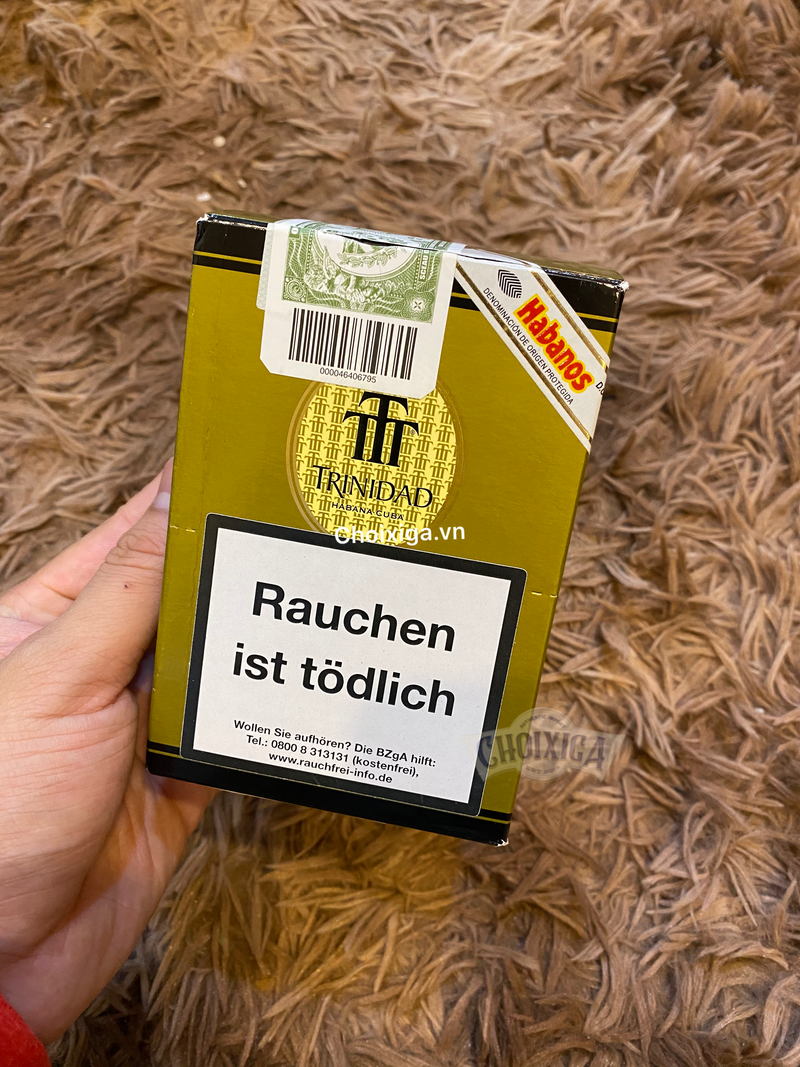 000046406795
DENOMINACIÓN DE ORIGEN PROTEGIDA
Habanos
TTT
TRINIDAD
HABANA-CUBA
Choixiga.vn
Rauchen
ist tödlich
Wollen Sie aufhören? Die BZgA hilft:
Tel.: 0800 8 313131 (kostenfrei),
www.rauchfrei-info.de
CHOIXIGA